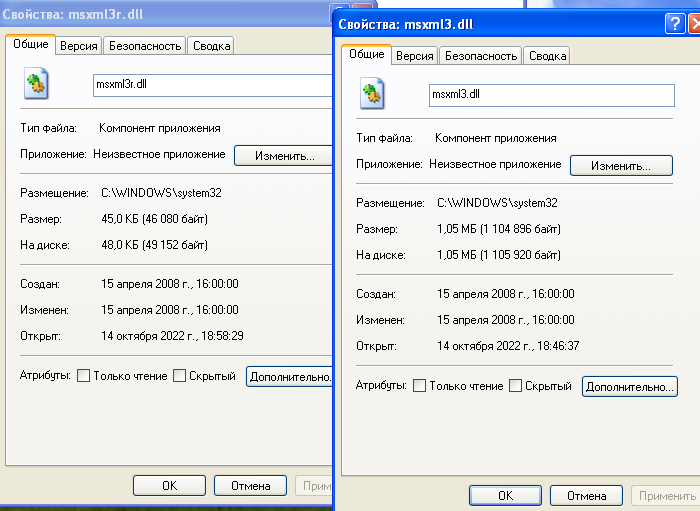 Свойства: msxml3r.dll
Общие Версия Безопасность Сводка
msxml3r.dll
Тип файла: Компонент приложения
Приложение: Неизвестное приложение Изменить...
Размещение: C:\WINDOWS\system32
Размер: 45,0 КБ (46 080 байт)
На диске: 48,0 КБ (49 152 байт)
Создан: 15 апреля 2008 г., 16:00:00
Изменен: 15 апреля 2008 г., 16:00:00
Открыт: 14 октября 2022 г., 18:58:29
Атрибуты: Только чтение Скрытый Дополнительно...
ОК Отмена Приме
Свойства: msxml3.dll
Общие Версия Безопасность Сводка
msxml3.dll
Тип файла: Компонент приложения
Приложение: Неизвестное приложение Изменить...
Размещение: C:\WINDOWS\system32
Размер: 1,05 МБ (1 104 896 байт)
На диске: 1,05 МБ (1 105 920 байт)
Создан: 15 апреля 2008 г., 16:00:00
Изменен: 15 апреля 2008 г., 16:00:00
Открыт: 14 октября 2022 г., 18:46:37
Атрибуты: Только чтение Скрытый Дополнительно...
ОК Отмена Применить